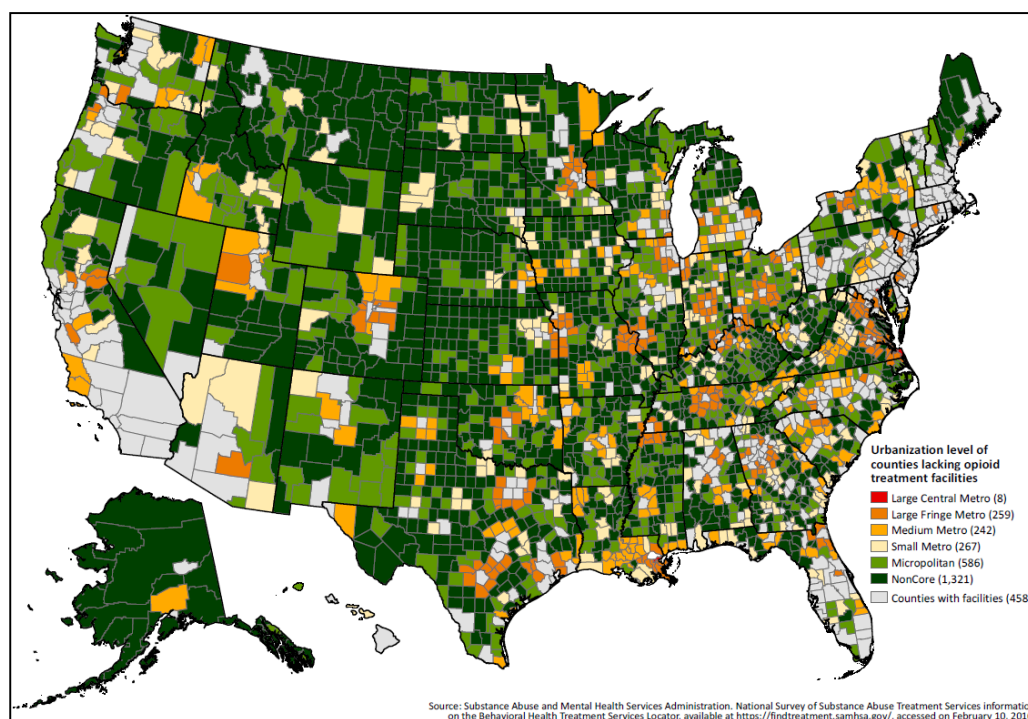 Urbanization level of
counties lacking opioid
treatment facilities
Large Central Metro (8)
Large Fringe Metro (259)
Medium Metro (242)
Small Metro (267)
Micropolitan (586)
NonCore (1,321)
Counties with facilities (458
Source: Substance Abuse and Mental Health Services Administration. National Survey of Substance Abuse Treatment Services informatio
on the Behavioral Health Treatment Services Locator, available at https://findtreatment.samhsa.gov/, accessed on February 10, 201